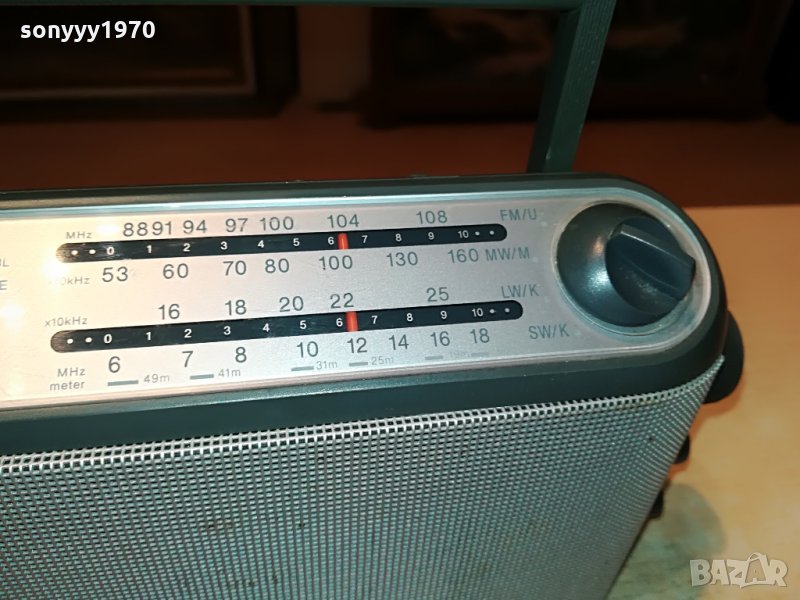 sonyyy1970
MHz 88 91 94 97 100 104 108 FM/U
0 1 2 3 4 5 6 7 8 9 10
53 60 70 80 100 130 160 MW/M
16 18 20 22 25 LW/K
x10kHz 0 1 2 3 4 5 6 7 8 9 10
MHz 6 7 8 10 12 14 16 18 SW/K
meter 49m 41m 31m 25m 19m
BAZAR